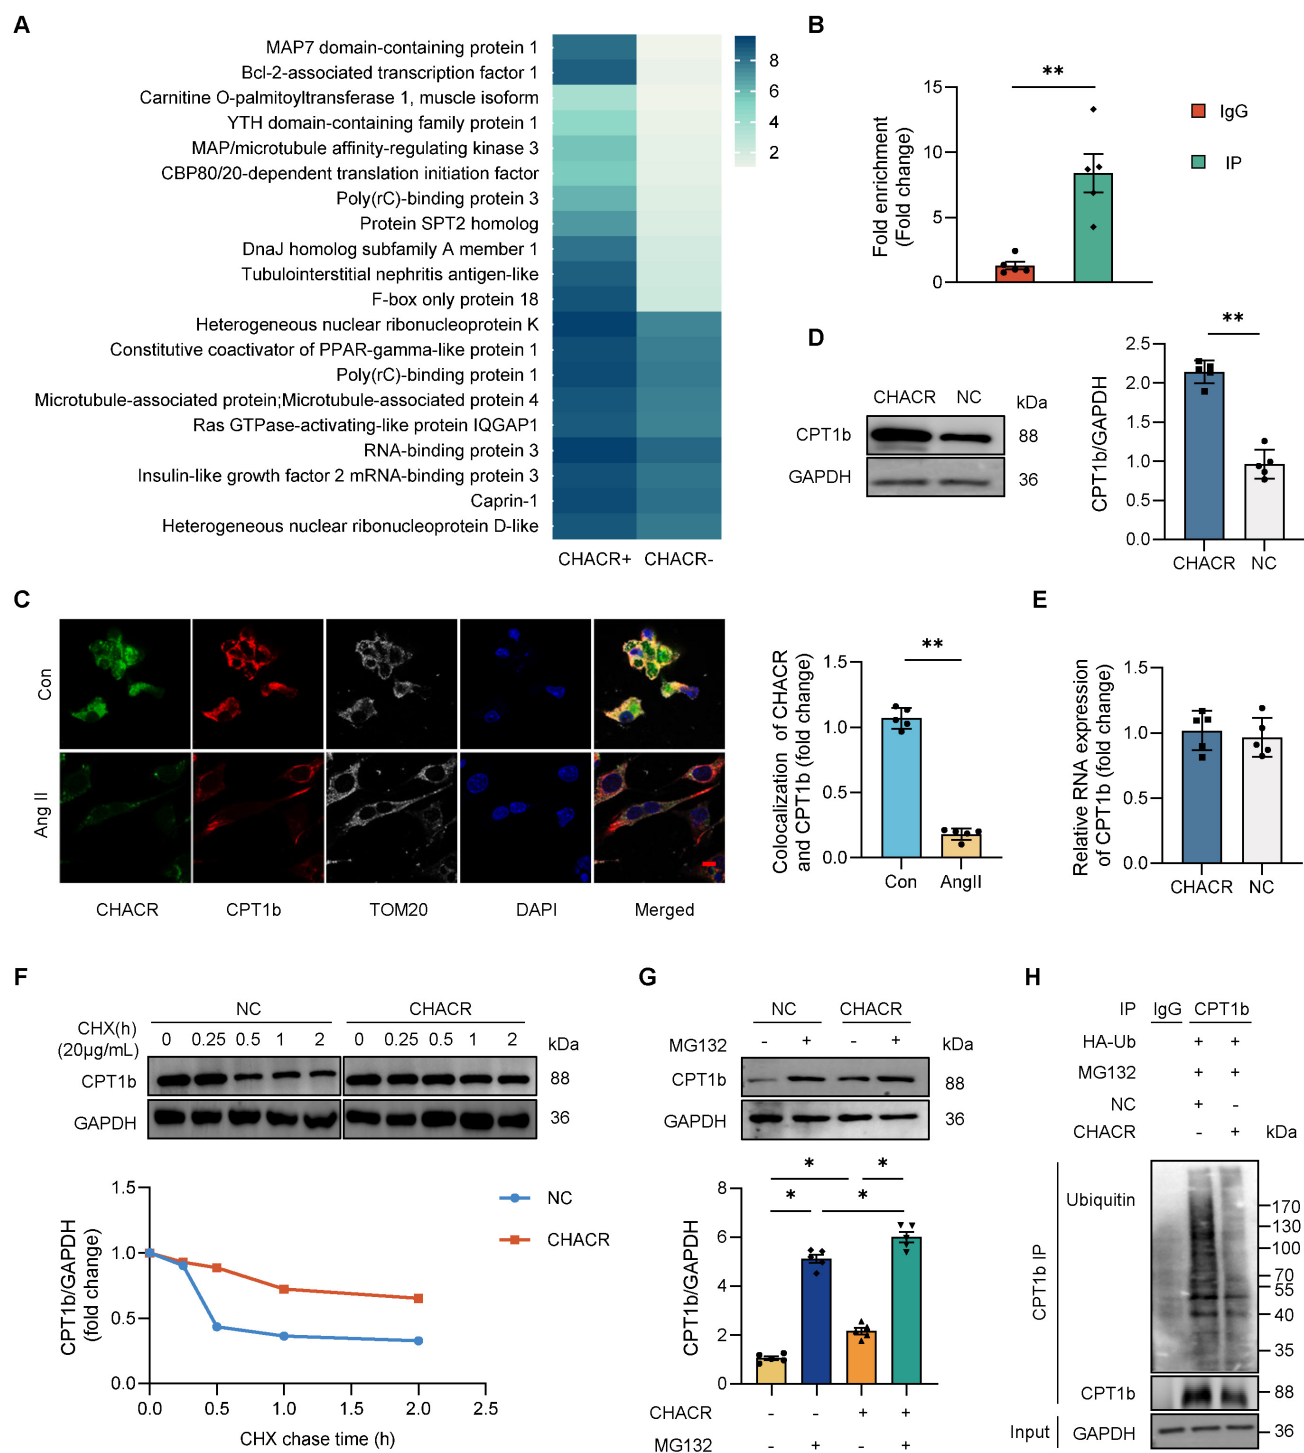 A
MAP7 domain-containing protein 1
Bcl-2-associated transcription factor 1
Carnitine O-palmitoyltransferase 1, muscle isoform
YTH domain-containing family protein 1
MAP/microtubule affinity-regulating kinase 3
CBP80/20-dependent translation initiation factor
Poly(rC)-binding protein 3
Protein SPT2 homolog
DnaJ homolog subfamily A member 1
Tubulointerstitial nephritis antigen-like
F-box only protein 18
Heterogeneous nuclear ribonucleoprotein K
Constitutive coactivator of PPAR-gamma-like protein 1
Poly(rC)-binding protein 1
Microtubule-associated protein;Microtubule-associated protein 4
Ras GTPase-activating-like protein IQGAP1
RNA-binding protein 3
Insulin-like growth factor 2 mRNA-binding protein 3
Caprin-1
Heterogeneous nuclear ribonucleoprotein D-like
CHACR+ CHACR-
8
6
4
2
B
Fold enrichment
(Fold change)
15
10
5
0
**
IgG
IP
D
CHACR NC kDa
CPT1b 88
GAPDH 36
CPT1b/GAPDH
2.5
2.0
1.5
1.0
0.5
0.0
**
CHACR NC
C
Con
Ang II
CHACR CPT1b TOM20 DAPI Merged
Colocalization of CHACR
and CPT1b (fold change)
1.5
1.0
0.5
0.0
**
Con AngII
E
Relative RNA expression
of CPT1b (fold change)
1.5
1.0
0.5
0.0
CHACR NC
F
NC CHACR
CHX(h) 0 0.25 0.5 1 2 0 0.25 0.5 1 2
(20μg/mL) kDa
CPT1b 88
GAPDH 36
CPT1b/GAPDH
(fold change)
1.5
1.0
0.5
0.0
0.0 0.5 1.0 1.5 2.0 2.5
CHX chase time (h)
NC
CHACR
G
NC CHACR
MG132 - + - + kDa
CPT1b 88
GAPDH 36
CPT1b/GAPDH
8
6
4
2
0
* *
* *
CHACR - - + +
MG132 - + - +
H
IP IgG CPT1b
HA-Ub + +
MG132 + +
NC + -
CHACR - + kDa
CPT1b IP
Ubiquitin
170
130
100
70
55
40
35
CPT1b 88
Input GAPDH 36